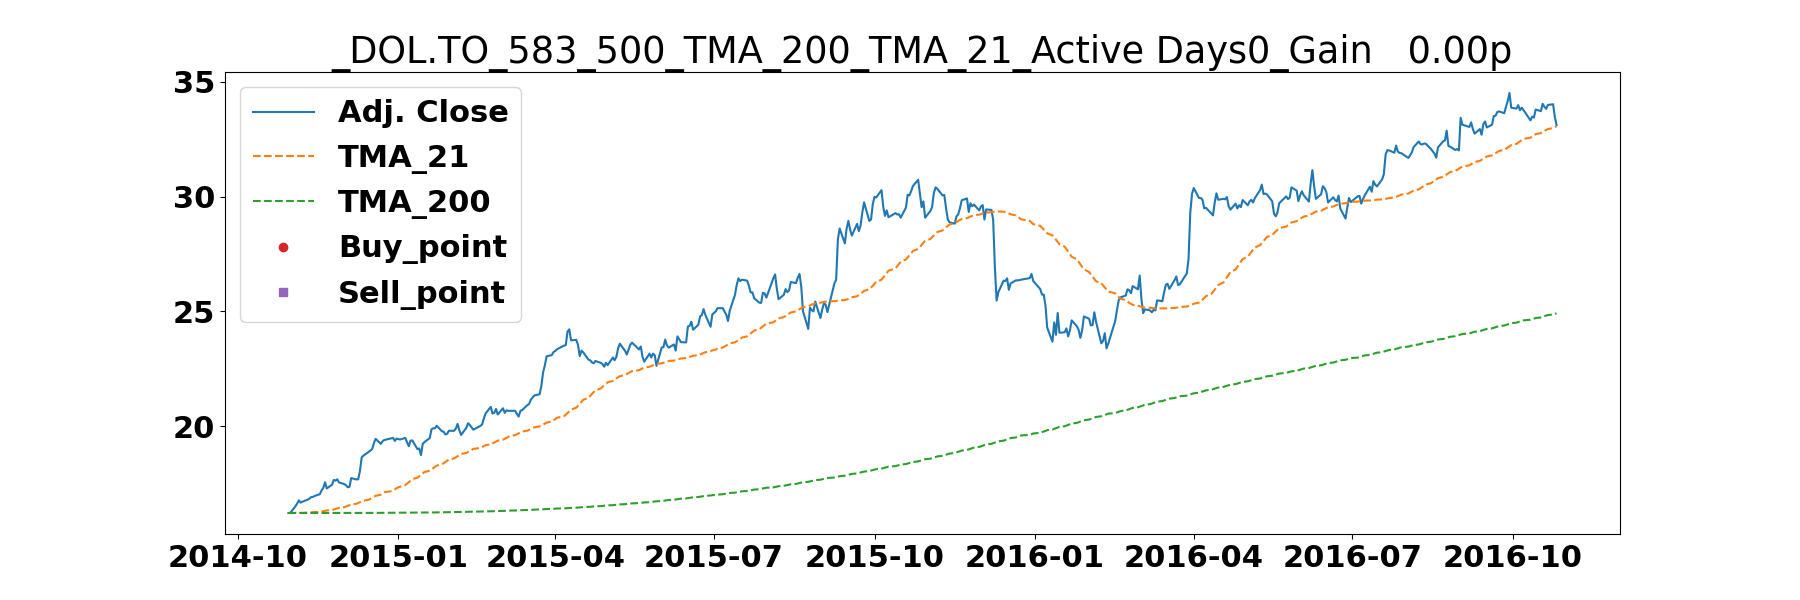 _DOL.TO_583_500_TMA_200_TMA_21_Active Days0_Gain   0.00p
35
30
25
20
Adj. Close
TMA_21
TMA_200
Buy_point
Sell_point
2014-10 2015-01 2015-04 2015-07 2015-10 2016-01 2016-04 2016-07 2016-10